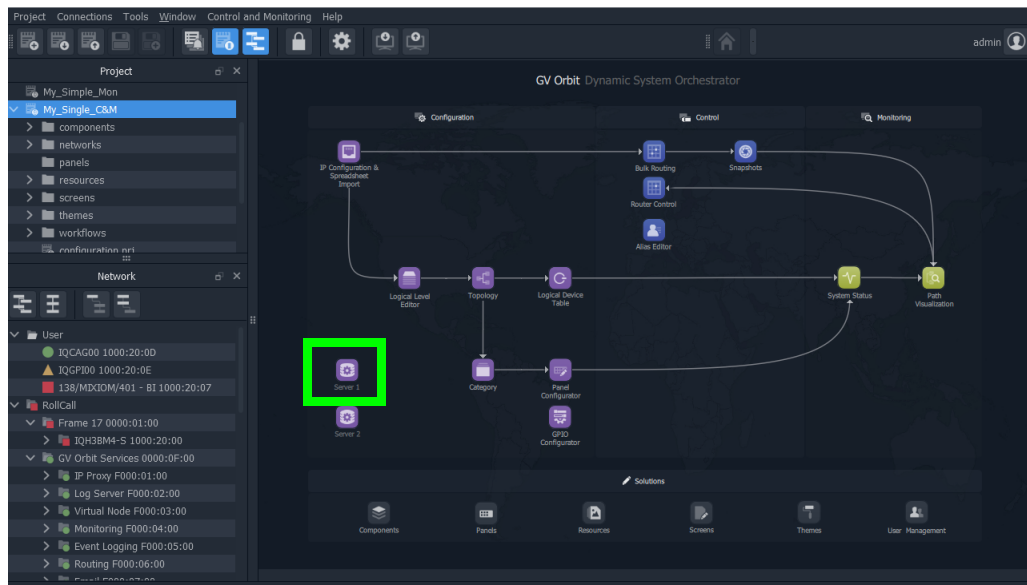 Project Connections Tools Window Control and Monitoring Help
admin
Project
My_Simple_Mon
My_Single_C&M
components
networks
panels
resources
screens
themes
workflows
configuration.prj
Network
User
IQCAG00 1000:20:0D
IQGPI00 1000:20:0E
138/MIXIOM/401 - BI 1000:20:07
RollCall
Frame 17 0000:01:00
IQH3BM4-S 1000:20:00
GV Orbit Services 0000:0F:00
IP Proxy F000:01:00
Log Server F000:02:00
Virtual Node F000:03:00
Monitoring F000:04:00
Event Logging F000:05:00
Routing F000:06:00
Email F000:07:00
GV Orbit Dynamic System Orchestrator
Configuration
Control
Monitoring
IP Configuration &
Spreadsheet
Import
Bulk Routing
Snapshots
Router Control
Alias Editor
Logical Level
Editor
Topology
Logical Device
Table
System Status
Path
Visualization
Server 1
Category
Panel
Configurator
Server 2
GPIO
Configurator
Solutions
Components
Panels
Resources
Screens
Themes
User Management